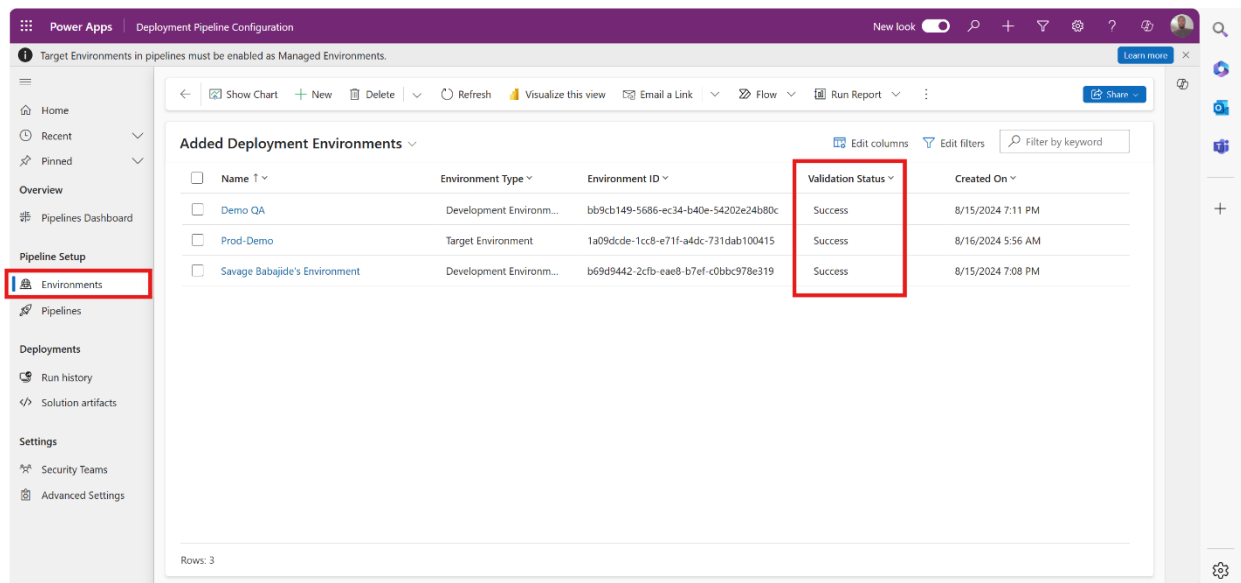 Power Apps Deployment Pipeline Configuration New look
Target Environments in pipelines must be enabled as Managed Environments. Learn more
Show Chart New Delete Refresh Visualize this view Email a Link Flow Run Report Share
Home
Recent
Pinned
Overview
Pipelines Dashboard
Pipeline Setup
Environments
Pipelines
Deployments
Run history
Solution artifacts
Settings
Security Teams
Advanced Settings
Added Deployment Environments Edit columns Edit filters Filter by keyword
Name ↑ Environment Type Environment ID Validation Status Created On
Demo QA Development Environm... bb9cb149-5686-ec34-b40e-54202e24b80c Success 8/15/2024 7:11 PM
Prod-Demo Target Environment 1a09dcde-1cc8-e71f-a4dc-731dab100415 Success 8/16/2024 5:56 AM
Savage Babajide's Environment Development Environm... b69d9442-2cfb-eae8-b7ef-c0bbc978e319 Success 8/15/2024 7:08 PM
Rows: 3